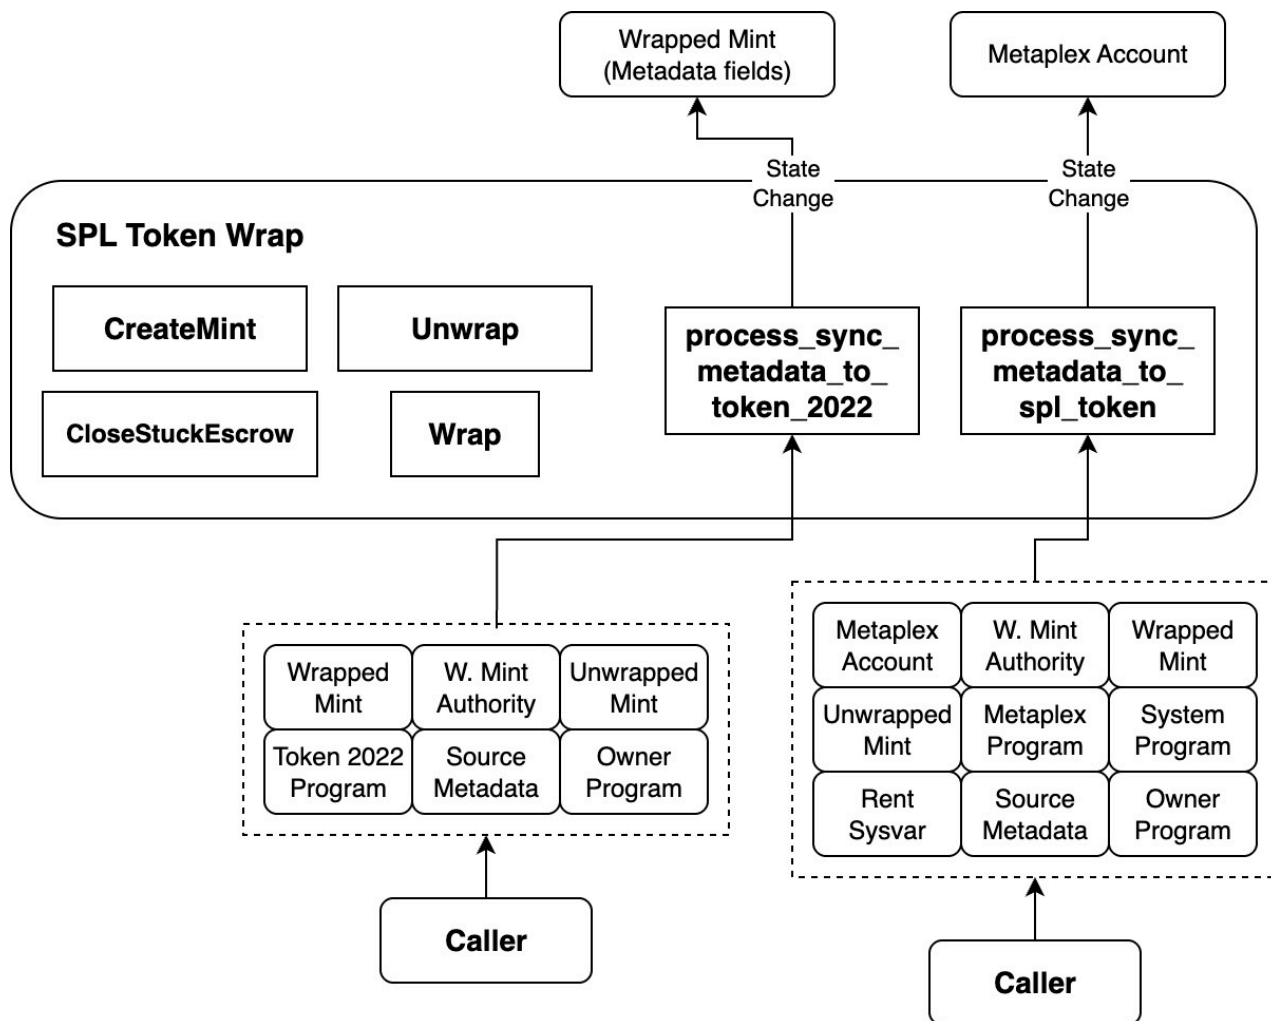 Wrapped Mint
(Metadata fields)
Metaplex Account
State
Change
State
Change
SPL Token Wrap
CreateMint
Unwrap
CloseStuckEscrow
Wrap
process_sync_
metadata_to_
token_2022
process_sync_
metadata_to_
spl_token
Wrapped
Mint
W. Mint
Authority
Unwrapped
Mint
Token 2022
Program
Source
Metadata
Owner
Program
Caller
Metaplex
Account
W. Mint
Authority
Wrapped
Mint
Unwrapped
Mint
Metaplex
Program
System
Program
Rent
Sysvar
Source
Metadata
Owner
Program
Caller